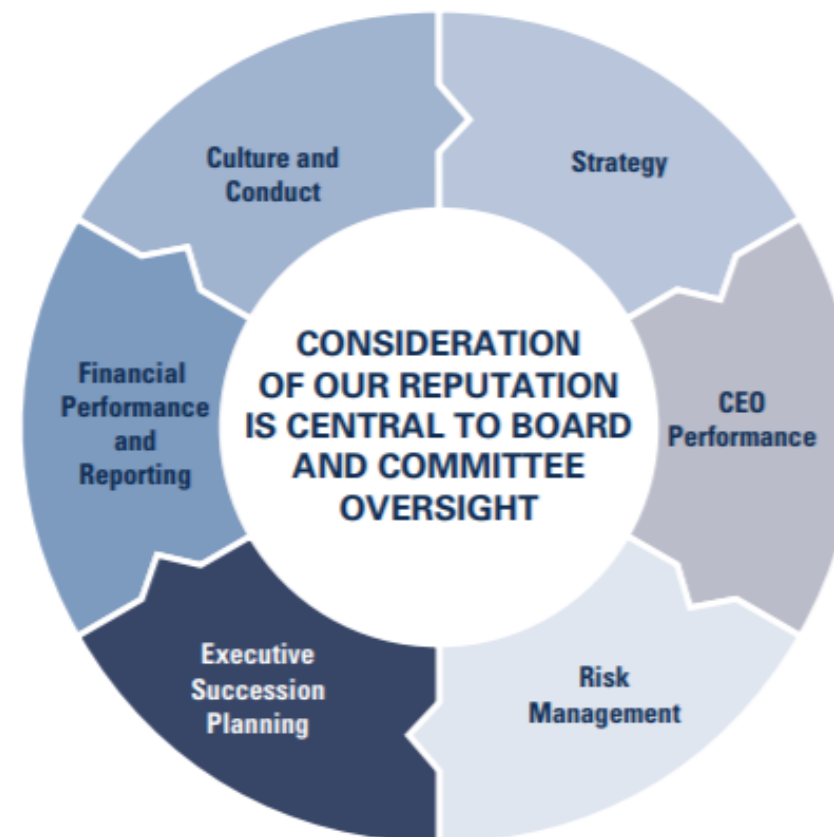 Culture and
Conduct
Strategy
Financial
Performance
and
Reporting
CONSIDERATION
OF OUR REPUTATION
IS CENTRAL TO BOARD
AND COMMITTEE
OVERSIGHT
CEO
Performance
Executive
Succession
Planning
Risk
Management